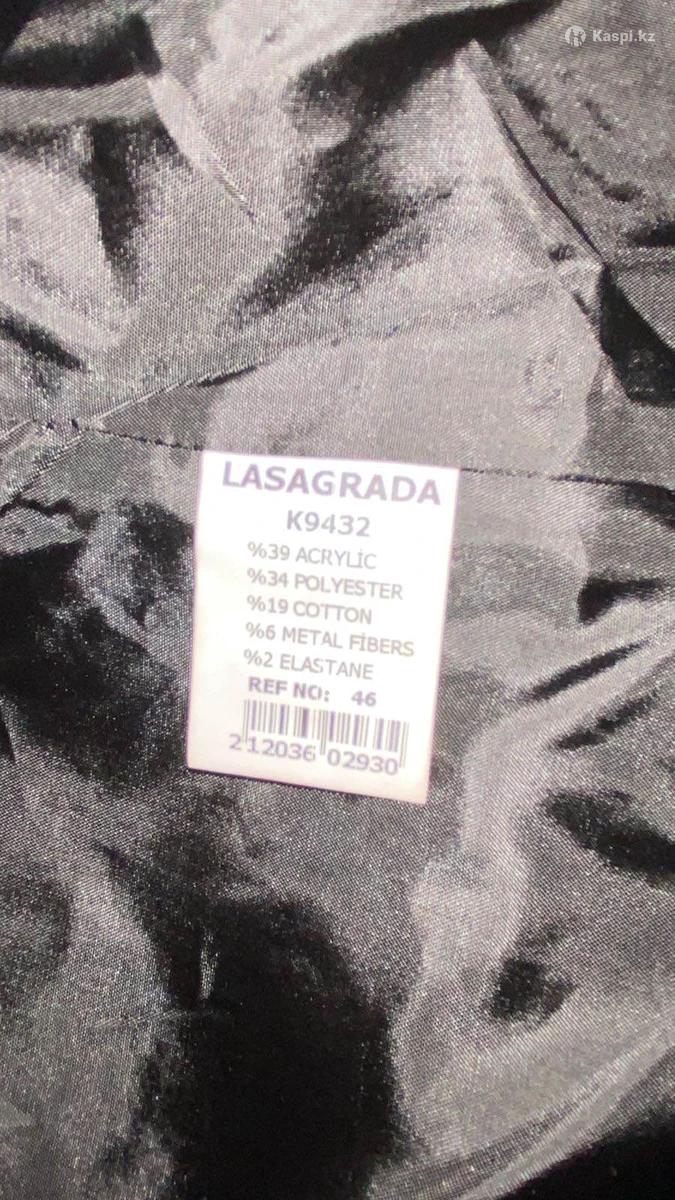 Kaspi.kz
LASAGRADA
K9432
%39 ACRYLİC
%34 POLYESTER
%19 COTTON
%6 METAL FİBERS
%2 ELASTANE
REF NO: 46
212036 02930